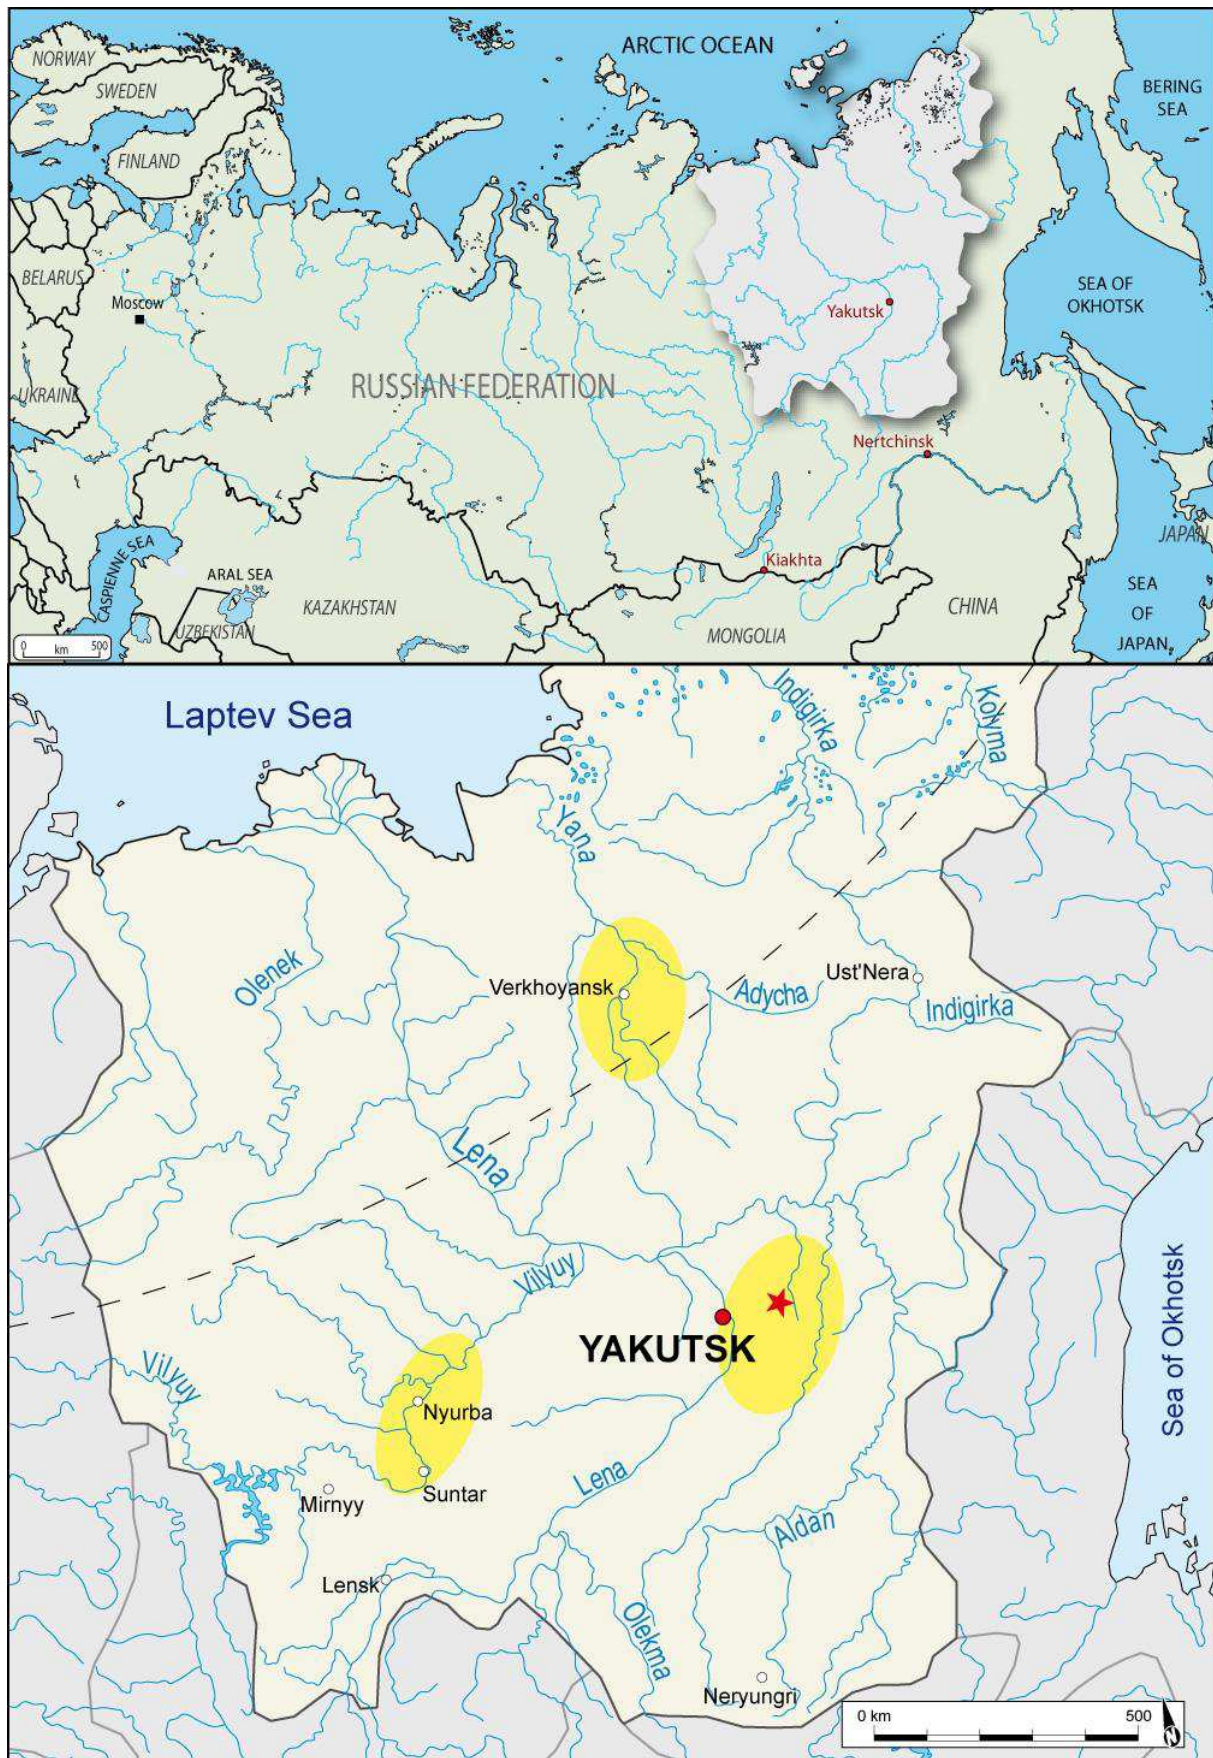 NORWAY
SWEDEN
FINLAND
ARCTIC OCEAN
BERING
SEA
BELARUS
Moscow
UKRAINE
RUSSIAN FEDERATION
Yakutsk
SEA OF
OKHOTSK
Nertchinsk
CASPIENNE SEA
ARAL SEA
Kiakhta
KAZAKHSTAN
UZBEKISTAN
MONGOLIA
CHINA
JAPAN
SEA
OF
JAPAN
0 km 500
Laptev Sea
Indigirka
Kolyma
Yana
Olenek
Verkhoyansk
Adycha
Ust'Nera
Indigirka
Lena
Vilyuy
YAKUTSK
Sea of Okhotsk
Vilyuy
Nyurba
Suntar
Mirnyy
Lena
Aldan
Lensk
Olekma
Neryungri
0 km 500
N